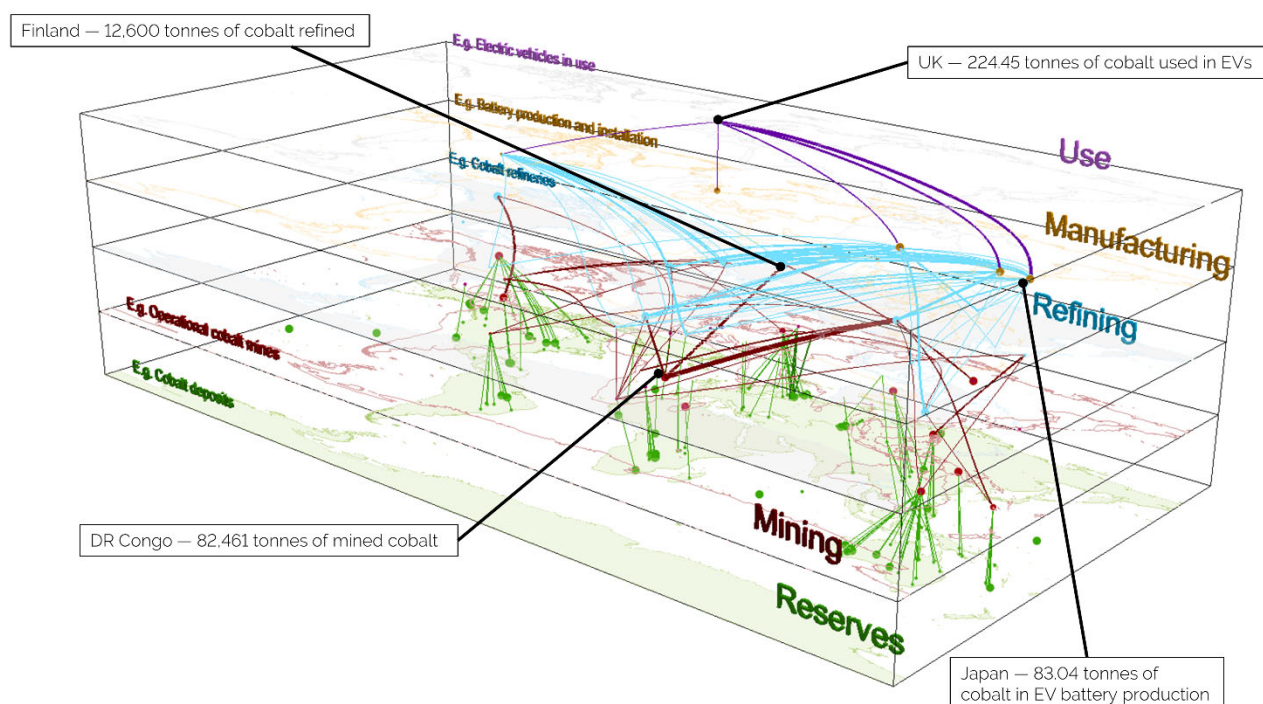 Finland — 12,600 tonnes of cobalt refined
E.g. Electric vehicles in use
UK — 224.45 tonnes of cobalt used in EVs
E.g. Battery production and installation
Use
E.g. Cobalt refineries
Manufacturing
Refining
E.g. Operational cobalt mines
E.g. Cobalt deposits
Mining
DR Congo — 82,461 tonnes of mined cobalt
Reserves
Japan — 83.04 tonnes of
cobalt in EV battery production